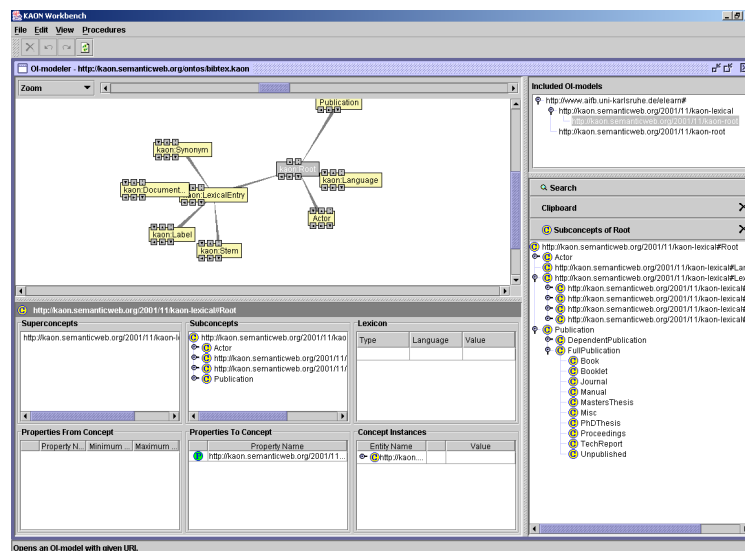 KAON Workbench
File Edit View Procedures
OI-modeler - http://kaon.semanticweb.org/ontos/bibtex.kaon
Zoom
Publication
kaon:Synonym
kaon:Root
kaon:Language
kaon:Document...
kaon:LexicalEntry
Actor
kaon:Label
kaon:Stem
Included OI-models
http://www.aifb.uni-karlsruhe.de/elearn#
http://kaon.semanticweb.org/2001/11/kaon-lexical
http://kaon.semanticweb.org/2001/11/kaon-root
http://kaon.semanticweb.org/2001/11/kaon-root
Search
Clipboard
Subconcepts of Root
http://kaon.semanticweb.org/2001/11/kaon-lexical#Root
Actor
http://kaon.semanticweb.org/2001/11/kaon-lexical#Lan
http://kaon.semanticweb.org/2001/11/kaon-lexical#Lex
http://kaon.semanticweb.org/2001/11/kaon-lexical#
http://kaon.semanticweb.org/2001/11/kaon-lexical#
http://kaon.semanticweb.org/2001/11/kaon-lexical#
http://kaon.semanticweb.org/2001/11/kaon-lexical#
Publication
DependentPublication
FullPublication
Book
Booklet
Journal
Manual
MastersThesis
Misc
PhDThesis
Proceedings
TechReport
Unpublished
http://kaon.semanticweb.org/2001/11/kaon-lexical#Root
Superconcepts
http://kaon.semanticweb.org/2001/11/kaon-l
Subconcepts
http://kaon.semanticweb.org/2001/11/kao
Actor
http://kaon.semanticweb.org/2001/11/
http://kaon.semanticweb.org/2001/11/
Publication
Lexicon
Type Language Value
Properties From Concept
Property N... Minimum ... Maximum ...
Properties To Concept
Property Name
http://kaon.semanticweb.org/2001/11...
Concept Instances
Entity Name Value
http://kaon....
Opens an OI-model with given URI.